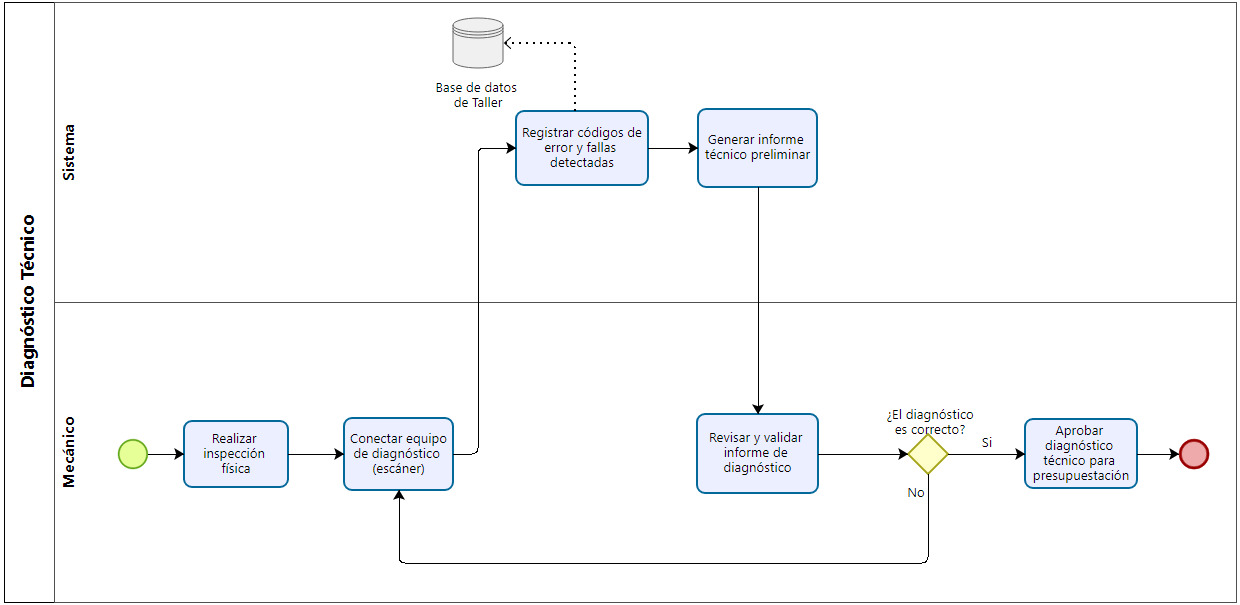 Diagnóstico Técnico
Sistema
Base de datos
de Taller
Registrar códigos de
error y fallas
detectadas
Generar informe
técnico preliminar
Mecánico
Realizar
inspección
física
Conectar equipo
de diagnóstico
(escáner)
Revisar y validar
informe de
diagnóstico
¿El diagnóstico
es correcto?
Si
No
Aprobar
diagnóstico
técnico para
presupuestación